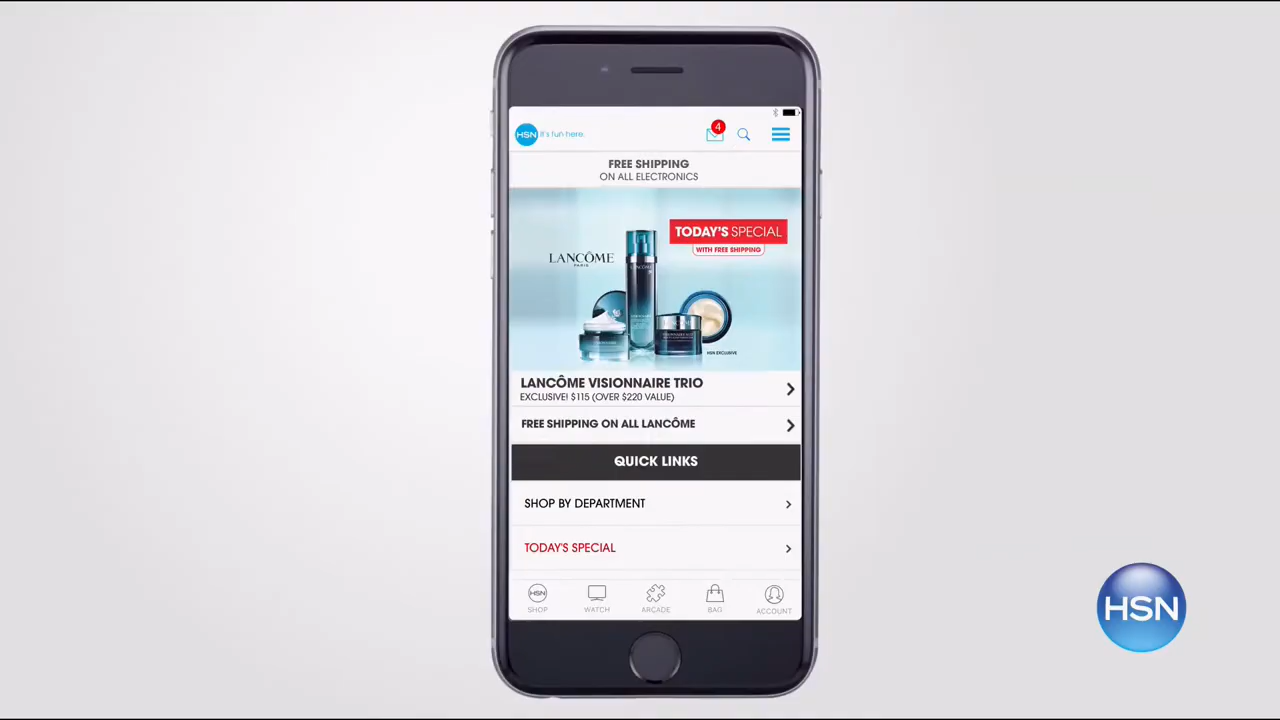 HSN it's fun here.
4
FREE SHIPPING
ON ALL ELECTRONICS
TODAY'S SPECIAL
WITH FREE SHIPPING
LANCÔME
PARIS
LANCÔME
VISIONNAIRE
HSN EXCLUSIVE
LANCÔME VISIONNAIRE TRIO
EXCLUSIVE! $115 (OVER $220 VALUE)
FREE SHIPPING ON ALL LANCÔME
QUICK LINKS
SHOP BY DEPARTMENT
TODAY'S SPECIAL
HSN
SHOP
WATCH
ARCADE
BAG
ACCOUNT
HSN